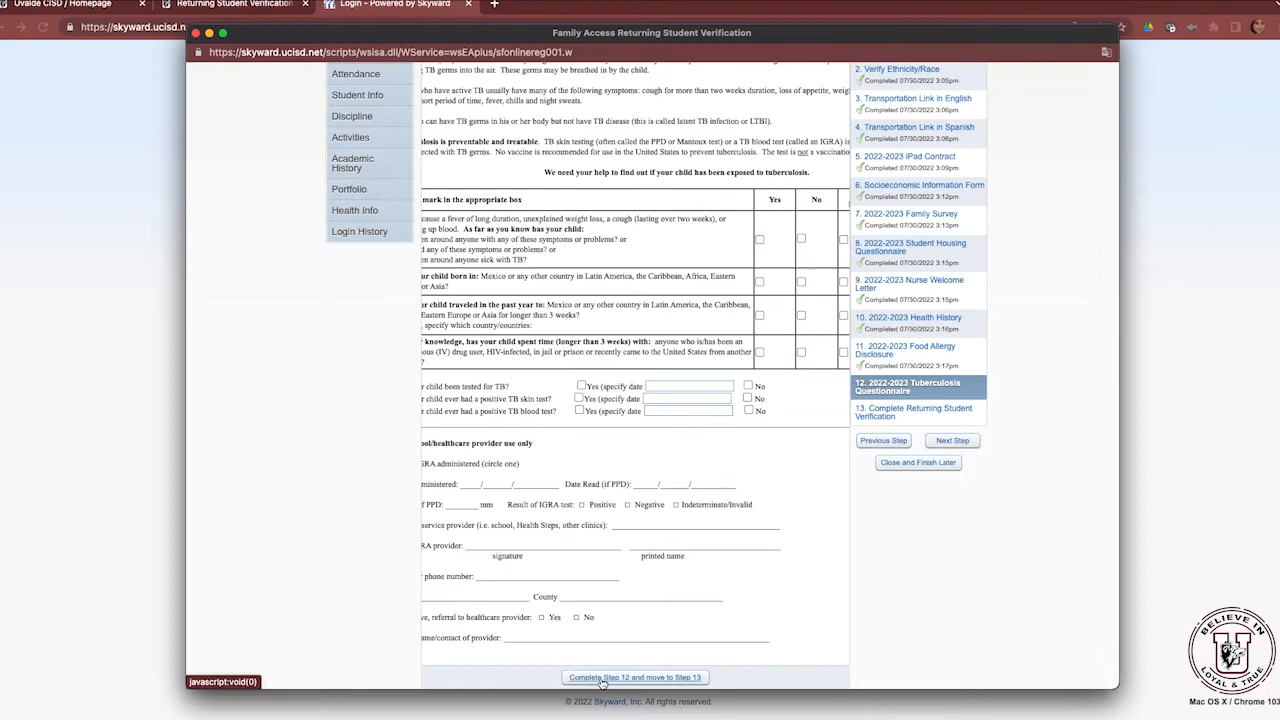 Uvalde CISD / Homepage
Returning Student Verification
Login - Powered by Skyward
https://skyward.ucisd
Family Access Returning Student Verification
https://skyward.ucisd.net/scripts/wsisa.dll/WService=wsEAplus/sfonlinereg001.w
Attendance
Student Info
Discipline
Activities
Academic
History
Portfolio
Health Info
Login History
TB germs into the air. These germs may be breathed in by the child.
who have active TB usually have many of the following symptoms: cough for more than two weeks duration, loss of appetite, weig
ort period of time, fever, chills and night sweats.
n can have TB germs in his or her body but not have TB disease (this is called latent TB infection or LTBI).
ulosis is preventable and treatable. TB skin testing (often called the PPD or Mantoux test) or a TB blood test (called an IGRA) is
cted with TB germs. No vaccine is recommended for use in the United States to prevent tuberculosis. The test is not a vaccinatio
We need your help to find out if your child has been exposed to tuberculosis.
mark in the appropriate box Yes No
cause a fever of long duration, unexplained weight loss, a cough (lasting over two weeks), or
g up blood. As far as you know has your child:
en around anyone with any of these symptoms or problems? or
d any of these symptoms or problems? or
en around anyone sick with TB?
ur child born in: Mexico or any other country in Latin America, the Caribbean, Africa, Eastern
or Asia?
r child traveled in the past year to: Mexico or any other country in Latin America, the Caribbean,
Eastern Europe or Asia for longer than 3 weeks?
, specify which country/countries:
r knowledge, has your child spent time (longer than 3 weeks) with: anyone who is/has been an
nous (IV) drug user, HIV-infected, in jail or prison or recently came to the United States from another
?
r child been tested for TB? Yes (specify date No
r child ever had a positive TB skin test? Yes (specify date No
r child ever had a positive TB blood test? Yes (specify date No
ool/healthcare provider use only
GRA administered (circle one)
ministered: ____/______/_________ Date Read (if PPD): _____/______/_________
f PPD: _______ mm Result of IGRA test: □ Positive □ Negative □ Indeterminate/Invalid
service provider (i.e. school, Health Steps, other clinics):
RA provider:
signature printed name
phone number:
County
ve, referral to healthcare provider: □ Yes □ No
ame/contact of provider:
Complete Step 12 and move to Step 13
2. Verify Ethnicity/Race
Completed 07/30/2022 3:05pm
3. Transportation Link in English
Completed 07/30/2022 3:06pm
4. Transportation Link in Spanish
Completed 07/30/2022 3:06pm
5. 2022-2023 iPad Contract
Completed 07/30/2022 3:09pm
6. Socioeconomic Information Form
Completed 07/30/2022 3:12pm
7. 2022-2023 Family Survey
Completed 07/30/2022 3:13pm
8. 2022-2023 Student Housing
Questionnaire
Completed 07/30/2022 3:15pm
9. 2022-2023 Nurse Welcome
Letter
Completed 07/30/2022 3:15pm
10. 2022-2023 Health History
Completed 07/30/2022 3:16pm
11. 2022-2023 Food Allergy
Disclosure
Completed 07/30/2022 3:17pm
12. 2022-2023 Tuberculosis
Questionnaire
13. Complete Returning Student
Verification
Previous Step Next Step
Close and Finish Later
javascript:void(0)
© 2022 Skyward, Inc. All rights reserved.
BELIEVE IN
U
LOYAL & TRUE
Mac OS X / Chrome 103